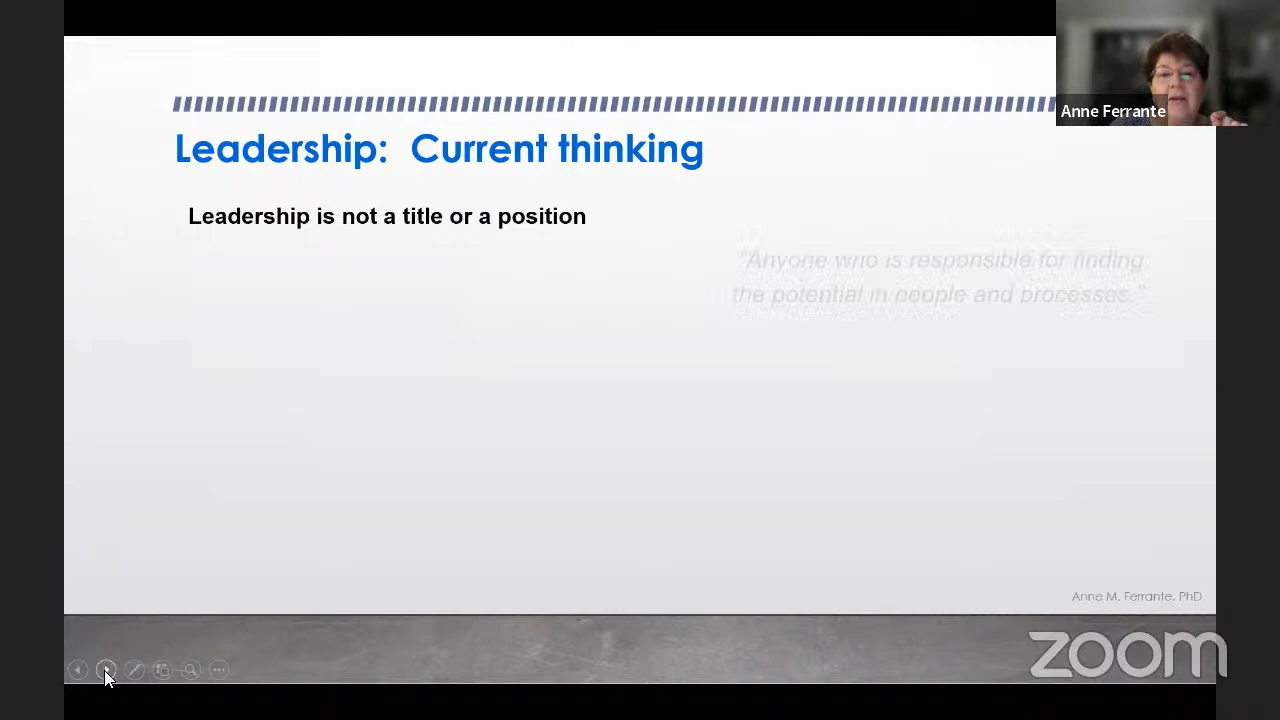 Anne Ferrante
Leadership: Current thinking
Leadership is not a title or a position
"Anyone who is responsible for finding
the potential in people and processes."
Anne M. Ferrante, PhD
zoom